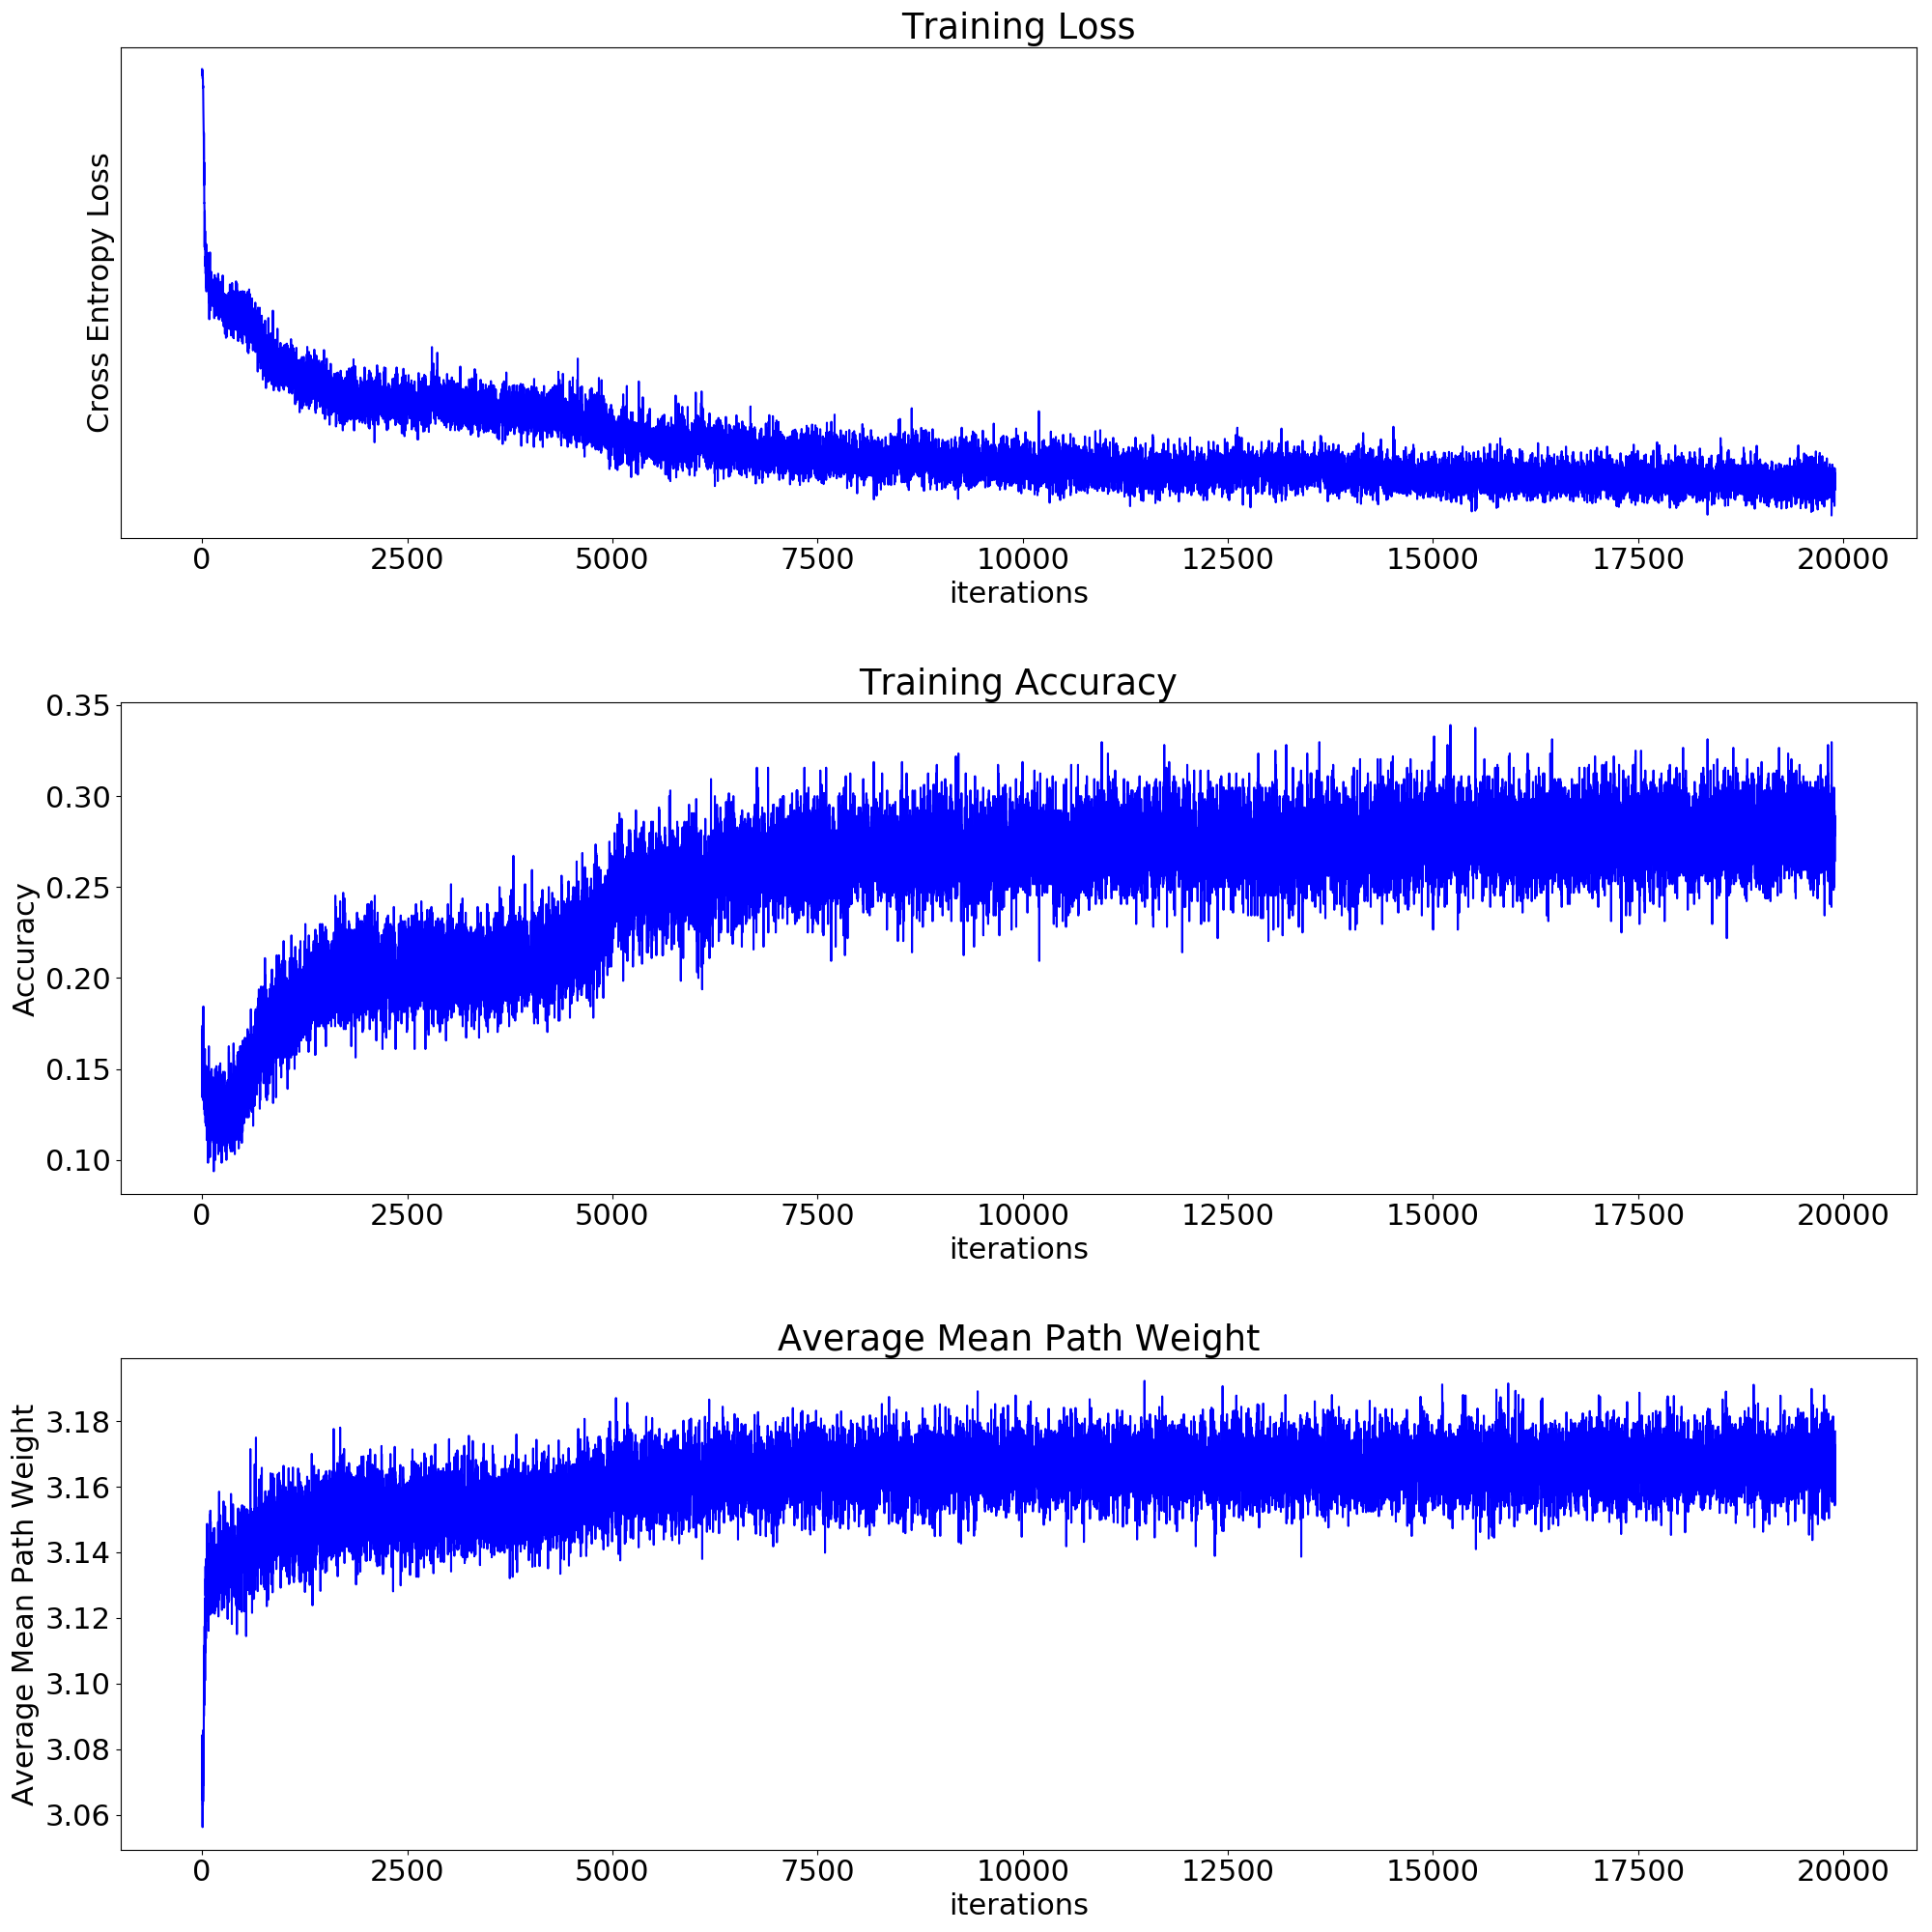 Training Loss
Cross Entropy Loss
0 2500 5000 7500 10000 12500 15000 17500 20000
iterations
Training Accuracy
Accuracy
0.35
0.30
0.25
0.20
0.15
0.10
0 2500 5000 7500 10000 12500 15000 17500 20000
iterations
Average Mean Path Weight
Average Mean Path Weight
3.18
3.16
3.14
3.12
3.10
3.08
3.06
0 2500 5000 7500 10000 12500 15000 17500 20000
iterations